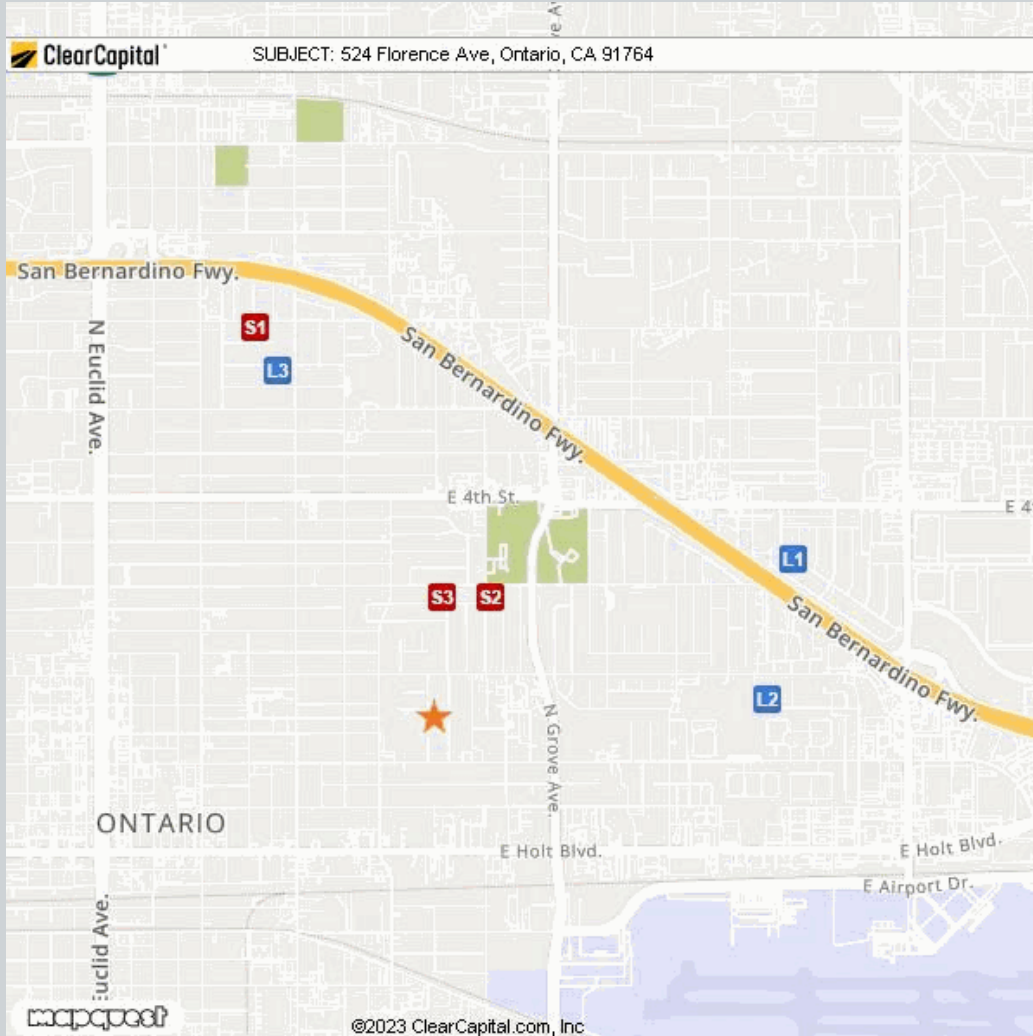 ve A
ClearCapital
SUBJECT: 524 Florence Ave, Ontario, CA 91764
San Bernardino Fwy.
S1
N Euclid Ave.
San Bernardino Fwy.
L3
E 4th St.
E 4
L1
S3
S2
San Bernardino Fwy.
L2
N Grove Ave.
ONTARIO
E Holt Blvd.
E Holt Blvd.
E Airport Dr.
Euclid Ave.
mapquest
©2023 ClearCapital.com, Inc